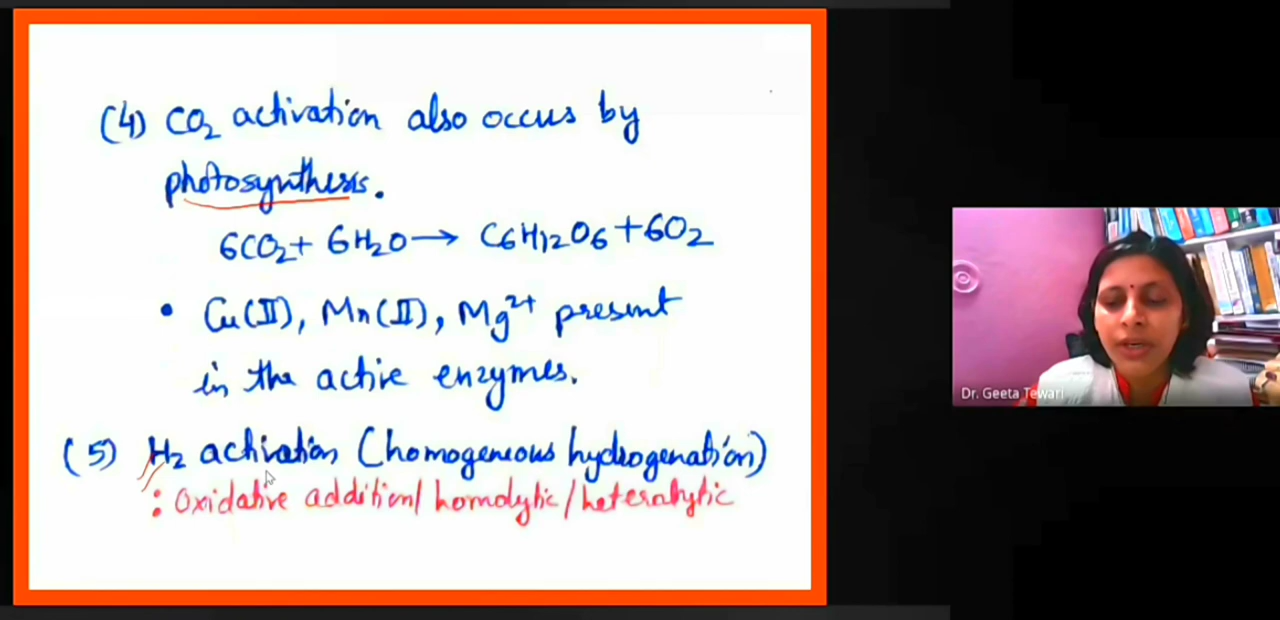 (4) CO₂ activation also occus by
photosynthesis.
6CO₂ + 6H₂O → C₆H₁₂O₆ + 6O₂
• Cu(II), Mn(II), Mg²⁺ present
in the active enzymes.
(5) H₂ activation (homogeneous hydrogenation)
: Oxidative addition/ homolytic/heterolytic
Dr. Geeta Tewari